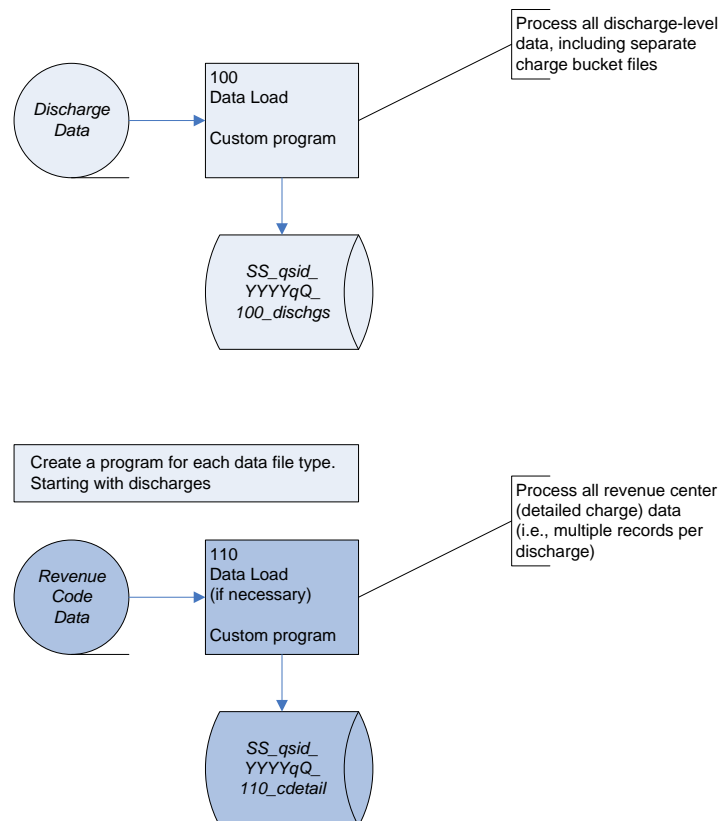 Process all discharge-level
data, including separate
charge bucket files
100
Data Load
Custom program
Discharge
Data
SS_qsid_
YYYYqQ_
100_dischgs
Create a program for each data file type.
Starting with discharges
Process all revenue center
(detailed charge) data
(i.e., multiple records per
discharge)
110
Data Load
(if necessary)
Custom program
Revenue
Code
Data
SS_qsid_
YYYYqQ_
110_cdetail